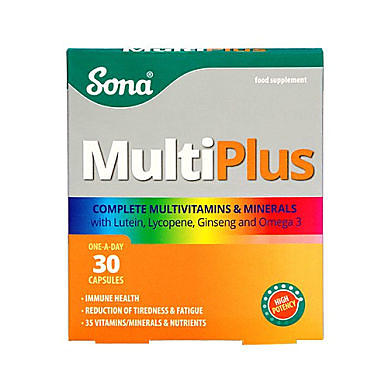 Sona®
food supplement
MultiPlus
COMPLETE MULTIVITAMINS & MINERALS
with Lutein, Lycopene, Ginseng and Omega 3
ONE-A-DAY
30
CAPSULES
• IMMUNE HEALTH
• REDUCTION OF TIREDNESS & FATIGUE
• 35 VITAMINS/MINERALS & NUTRIENTS
HIGH
POTENCY